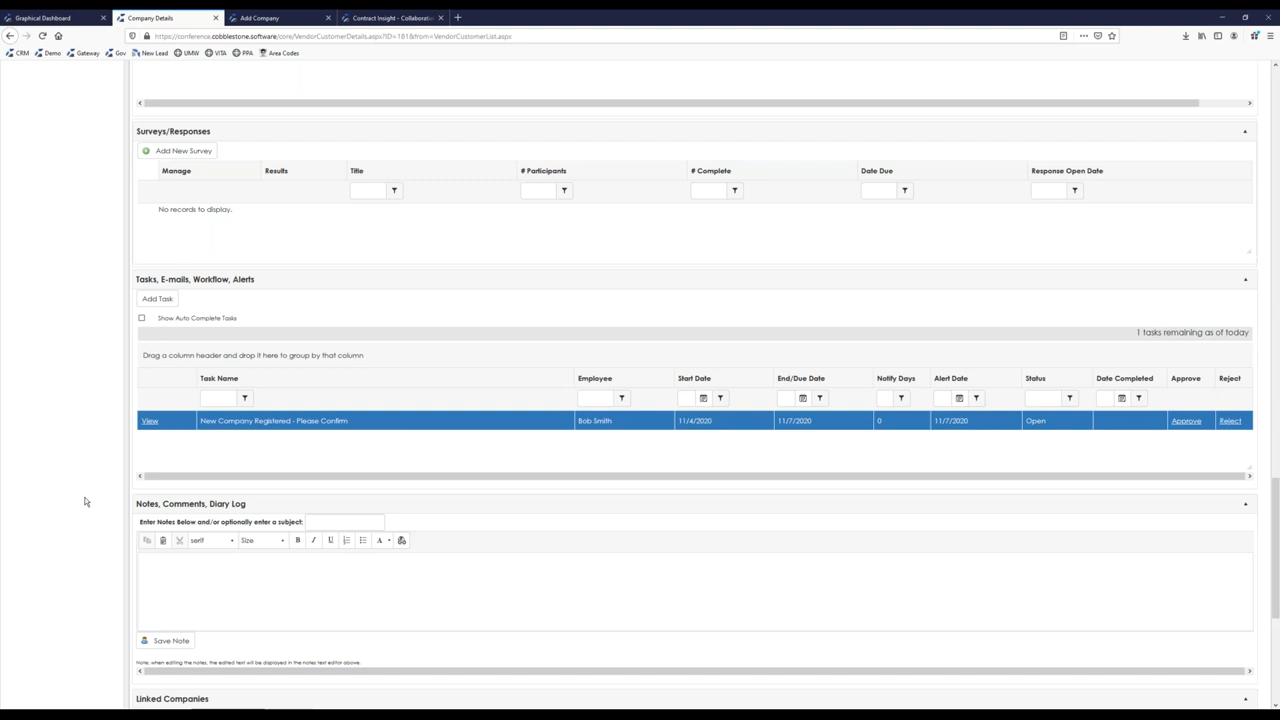 Graphical Dashboard
Company Details
Add Company
Contract Insight - Collaboratio
https://conference.cobblestone.software/core/VendorCustomerDetails.aspx?ID=181&from=VendorCustomerList.aspx
CRM Demo Gateway Gov New Lead UMW VITA PPA Area Codes
Surveys/Responses
Add New Survey
Manage Results Title # Participants # Complete Date Due Response Open Date
No records to display.
Tasks, E-mails, Workflow, Alerts
Add Task
Show Auto Complete Tasks
1 tasks remaining as of today
Drag a column header and drop it here to group by that column
Task Name Employee Start Date End/Due Date Notify Days Alert Date Status Date Completed Approve Reject
View New Company Registered - Please Confirm Bob Smith 11/4/2020 11/7/2020 0 11/7/2020 Open Approve Reject
Notes, Comments, Diary Log
Enter Notes Below and/or optionally enter a subject:
serif Size B I U A
Save Note
Note: when editing the notes, the edited text will be displayed in the notes text editor above.
Linked Companies